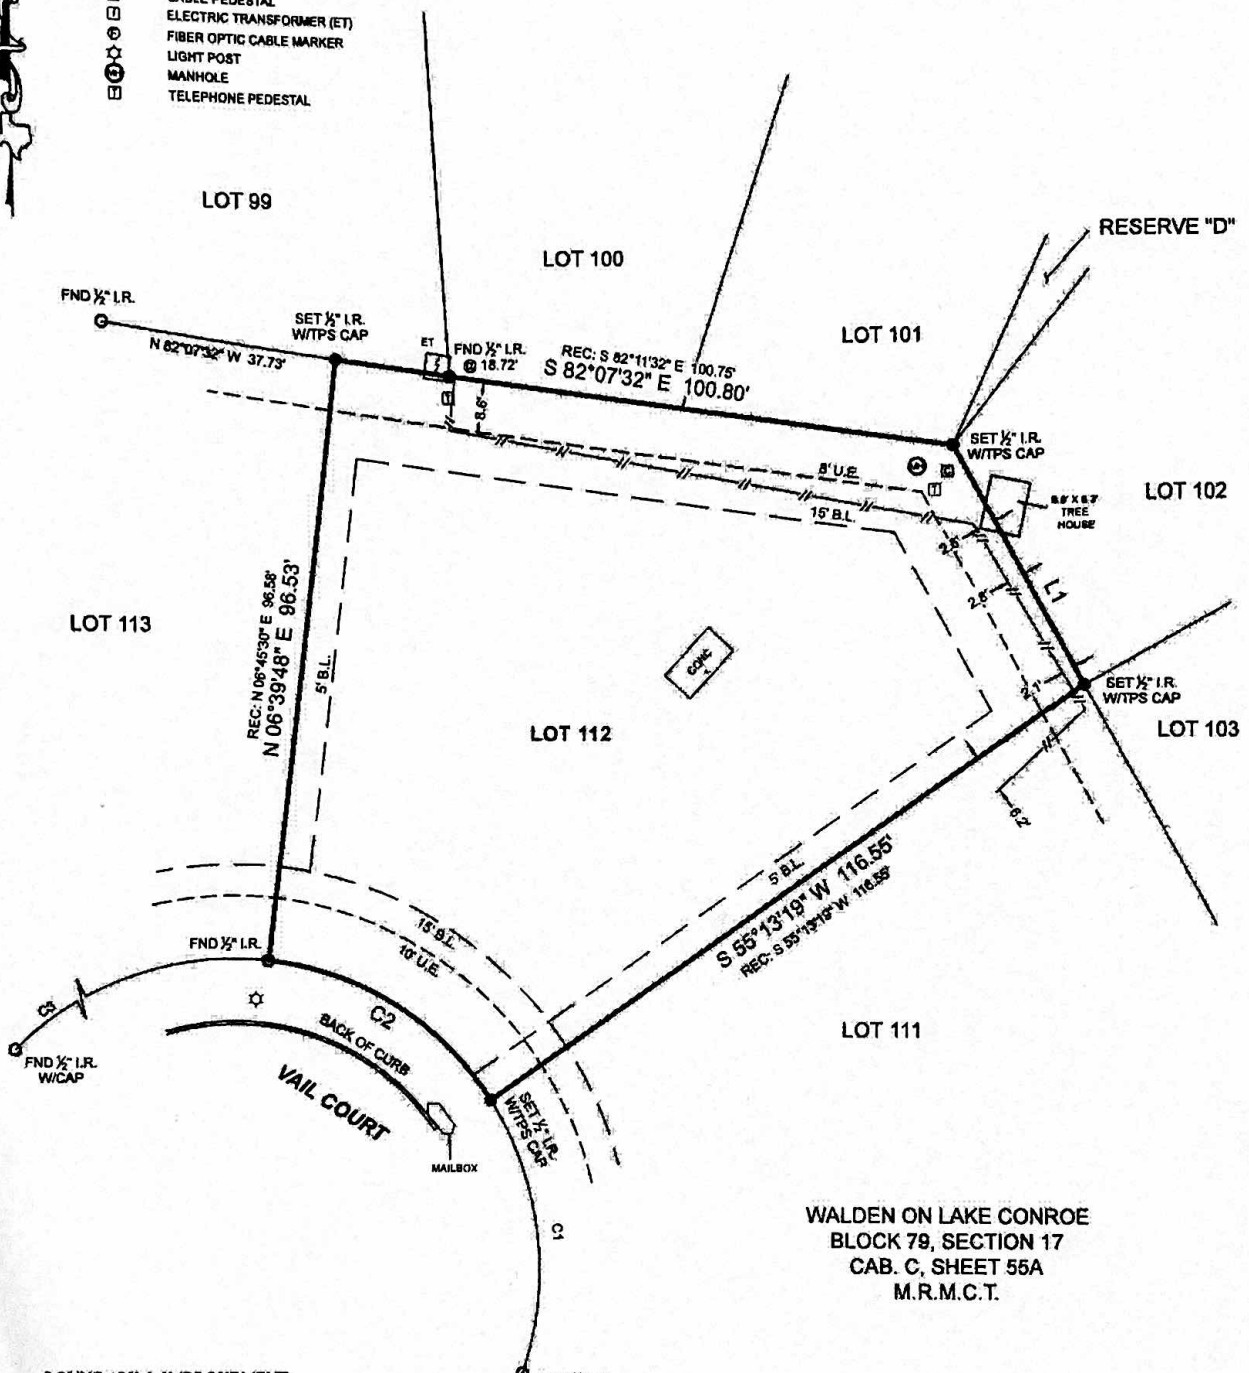 ELECTRIC TRANSFORMER (ET)
FIBER OPTIC CABLE MARKER
LIGHT POST
MANHOLE
TELEPHONE PEDESTAL
LOT 99
LOT 100
RESERVE "D"
LOT 101
FND ½" I.R.
SET ½" I.R.
W/TPS CAP
N 82°07'32" W 37.73'
ET
FND ½" I.R.
@ 18.72'
REC: S 82°11'32" E 100.75'
S 82°07'32" E 100.80'
T
8.6'
SET ½" I.R.
W/TPS CAP
8' U.E.
T
15' B.L.
LOT 102
TREE
HOUSE
2.8'
L1
LOT 113
REC: N 06°45'30" E 96.58'
N 06°39'48" E 96.53'
5' B.L.
CONC
LOT 112
2.1'
SET ½" I.R.
W/TPS CAP
LOT 103
6.2'
5' B.L.
S 55°13'19" W 116.55'
REC: S 55°13'19" W 116.55'
15' B.L.
10' U.E.
FND ½" I.R.
C3
C2
BACK OF CURB
FND ½" I.R.
W/CAP
VAIL COURT
LOT 111
SET ½" I.R.
W/TPS CAP
MAILBOX
C1
WALDEN ON LAKE CONROE
BLOCK 79, SECTION 17
CAB. C, SHEET 55A
M.R.M.C.T.